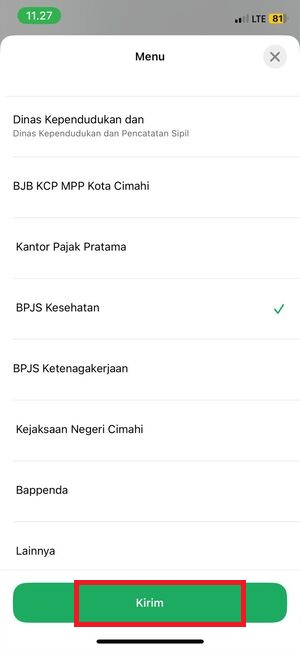 11.27
LTE 81
Menu
Dinas Kependudukan dan
Dinas Kependudukan dan Pencatatan Sipil
BJB KCP MPP Kota Cimahi
Kantor Pajak Pratama
BPJS Kesehatan
BPJS Ketenagakerjaan
Kejaksaan Negeri Cimahi
Bappenda
Lainnya
Kirim